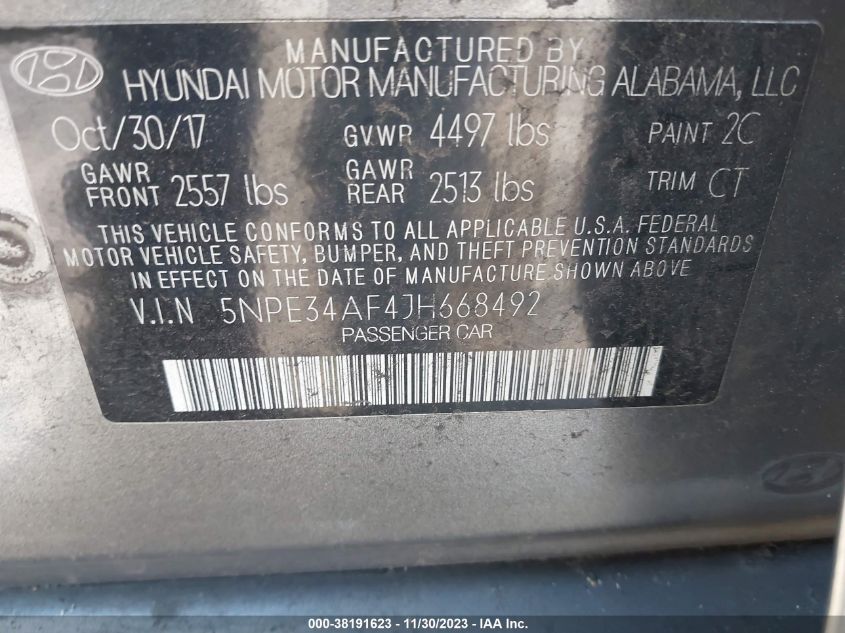 MANUFACTURED BY
HYUNDAI MOTOR MANUFACTURING ALABAMA, LLC
Oct/30/17 GVWR 4497 lbs PAINT 2C
GAWR FRONT 2557 lbs GAWR REAR 2513 lbs TRIM CT
THIS VEHICLE CONFORMS TO ALL APPLICABLE U.S.A. FEDERAL
MOTOR VEHICLE SAFETY, BUMPER, AND THEFT PREVENTION STANDARDS
IN EFFECT ON THE DATE OF MANUFACTURE SHOWN ABOVE
V.I.N 5NPE34AF4JH668492
PASSENGER CAR
000-38191623 - 11/30/2023 - IAA Inc.